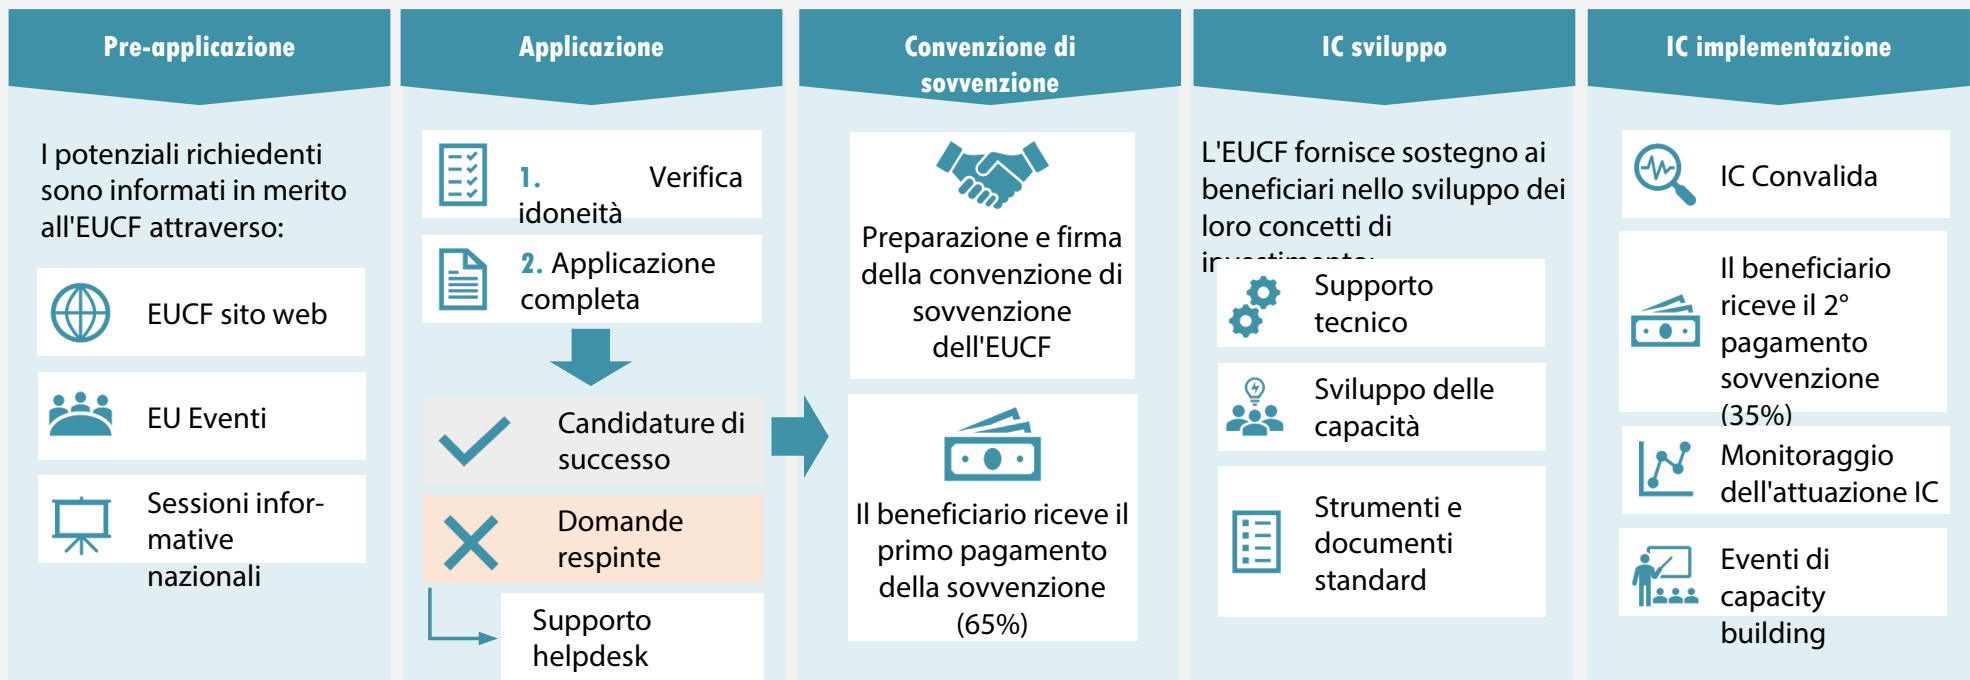 Pre-applicazione
I potenziali richiedenti
sono informati in merito
all'EUCF attraverso:
EUCF sito web
EU Eventi
Sessioni infor-
mative
nazionali
Applicazione
1. Verifica
idoneità
2. Applicazione
completa
Candidature di
successo
Domande
respinte
Supporto
helpdesk
Convenzione di
sovvenzione
Preparazione e firma
della convenzione di
sovvenzione
dell'EUCF
Il beneficiario riceve il
primo pagamento
della sovvenzione
(65%)
IC sviluppo
L'EUCF fornisce sostegno ai
beneficiari nello sviluppo dei
loro concetti di
investimento:
Supporto
tecnico
Sviluppo delle
capacità
Strumenti e
documenti
standard
IC implementazione
IC Convalida
Il beneficiario
riceve il 2°
pagamento
sovvenzione
(35%)
Monitoraggio
dell'attuazione IC
Eventi di
capacity
building